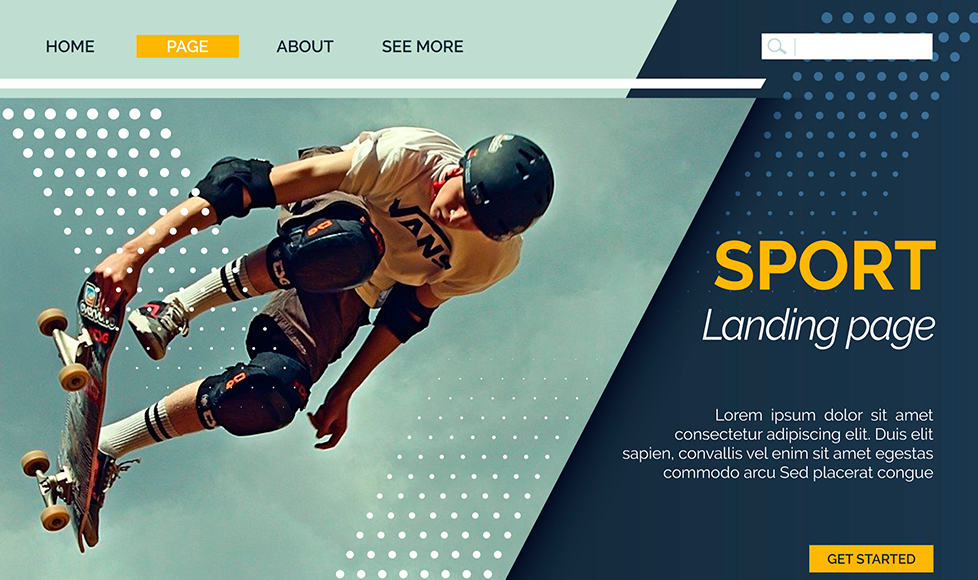 HOME PAGE ABOUT SEE MORE
VANS
SPORT
Landing page
Lorem ipsum dolor sit amet
consectetur adipiscing elit. Duis elit
sapien, convallis vel enim sit amet egestas
commodo arcu Sed placerat congue
GET STARTED